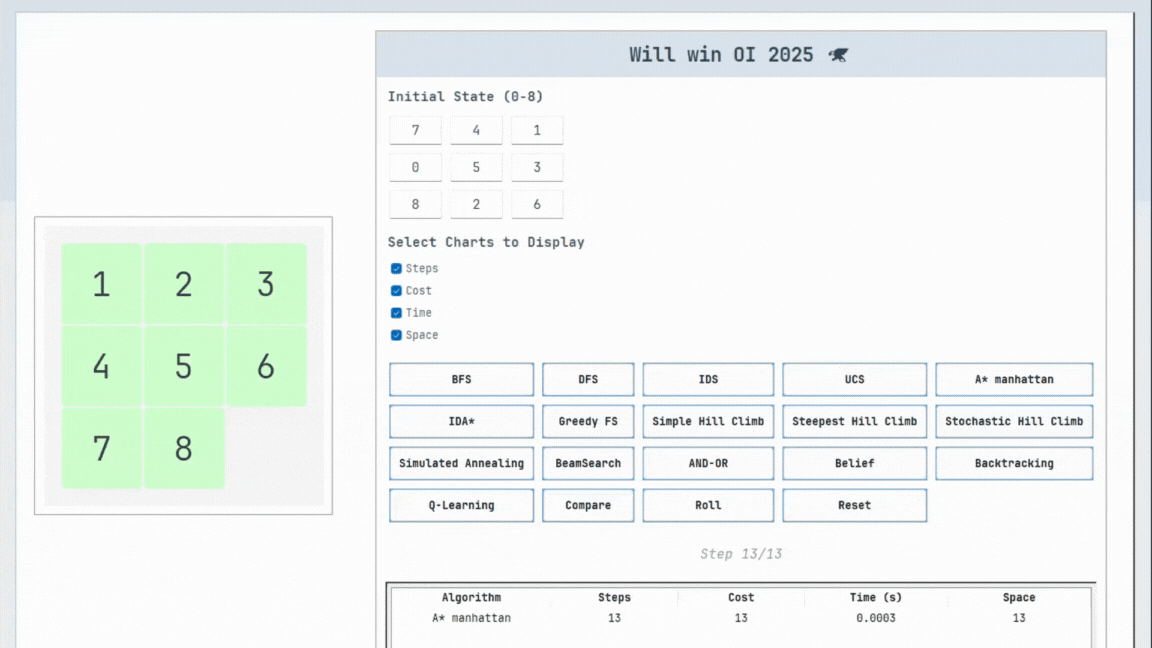 Will win OI 2025
Initial State (0-8)
7 4 1
0 5 3
8 2 6
Select Charts to Display
Steps
Cost
Time
Space
1 2 3
4 5 6
7 8
BFS DFS IDS UCS A* manhattan
IDA* Greedy FS Simple Hill Climb Steepest Hill Climb Stochastic Hill Climb
Simulated Annealing BeamSearch AND-OR Belief Backtracking
Q-Learning Compare Roll Reset
Step 13/13
Algorithm Steps Cost Time (s) Space
A* manhattan 13 13 0.0003 13